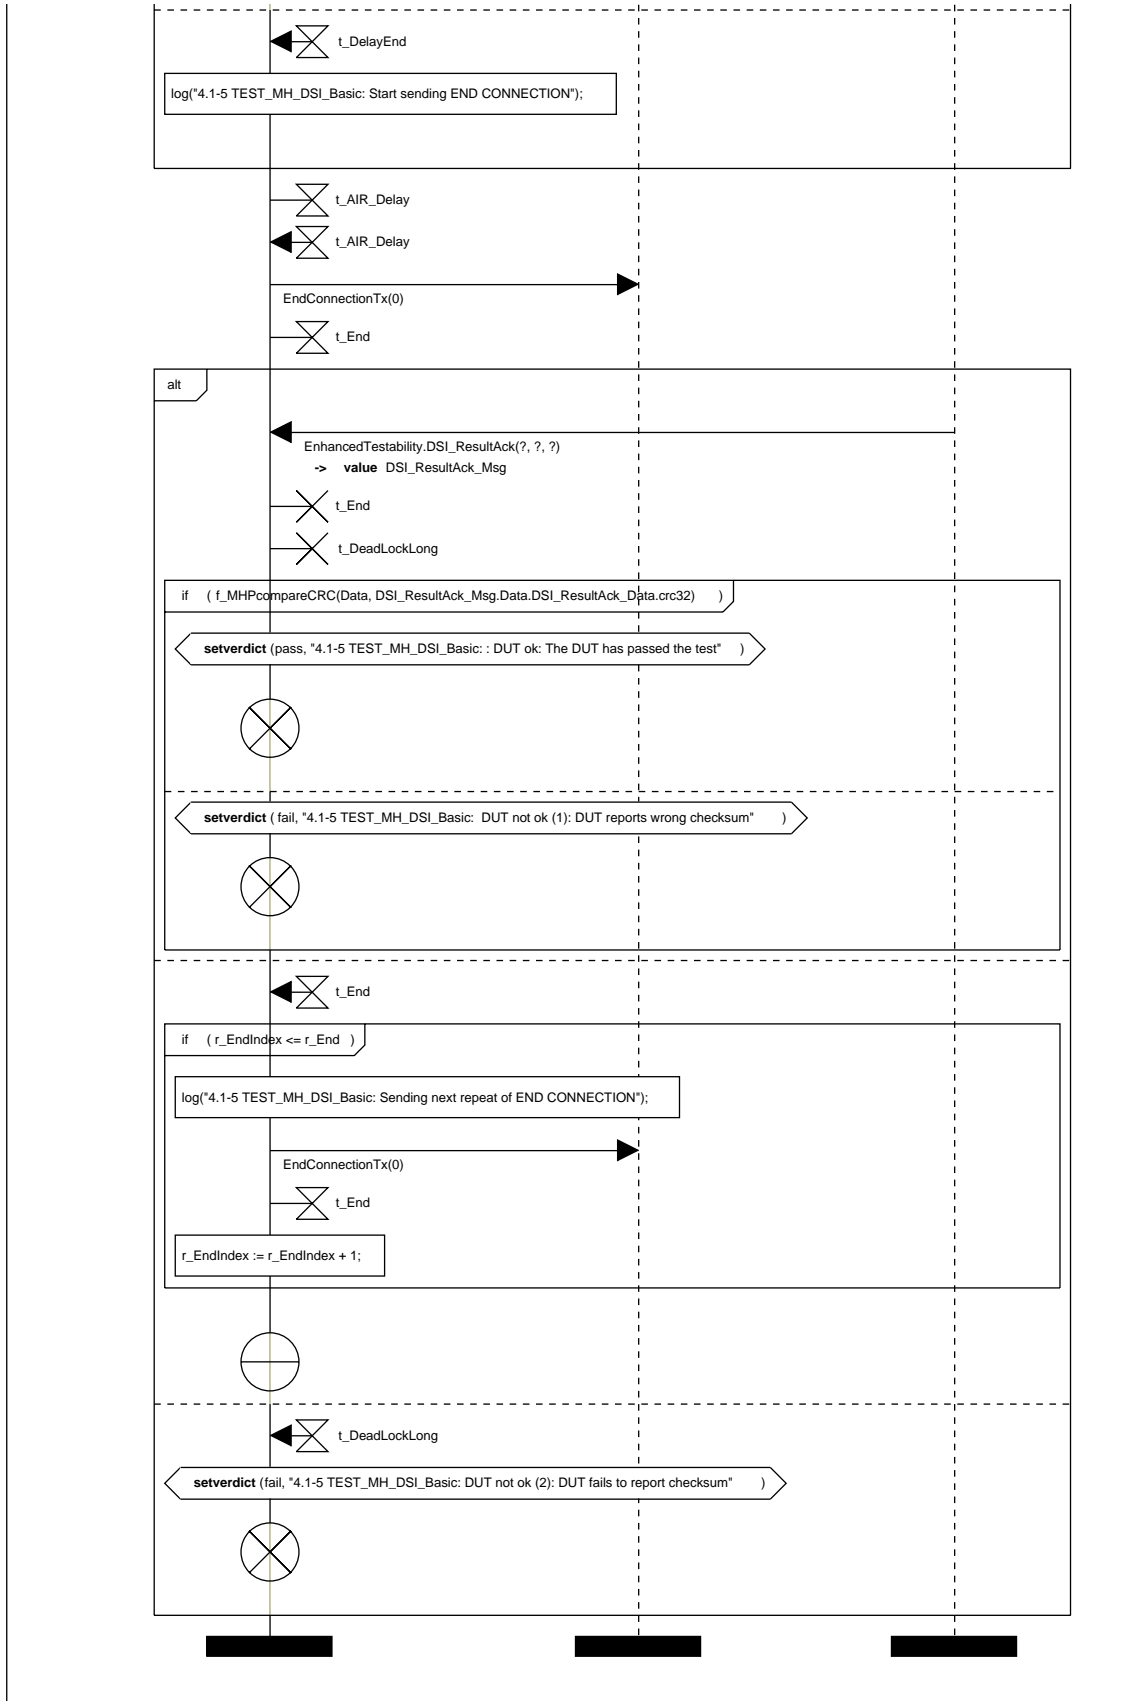 t_DelayEnd
log("4.1-5 TEST_MH_DSI_Basic: Start sending END CONNECTION");
t_AIR_Delay
t_AIR_Delay
EndConnectionTx(0)
t_End
alt
EnhancedTestability.DSI_ResultAck(?, ?, ?)
-> value DSI_ResultAck_Msg
t_End
t_DeadLockLong
if ( f_MHPcompareCRC(Data, DSI_ResultAck_Msg.Data.DSI_ResultAck_Data.crc32) )
setverdict (pass, "4.1-5 TEST_MH_DSI_Basic: : DUT ok: The DUT has passed the test" )
setverdict ( fail, "4.1-5 TEST_MH_DSI_Basic: DUT not ok (1): DUT reports wrong checksum" )
t_End
if ( r_EndIndex <= r_End )
log("4.1-5 TEST_MH_DSI_Basic: Sending next repeat of END CONNECTION");
EndConnectionTx(0)
t_End
r_EndIndex := r_EndIndex + 1;
t_DeadLockLong
setverdict (fail, "4.1-5 TEST_MH_DSI_Basic: DUT not ok (2): DUT fails to report checksum" )